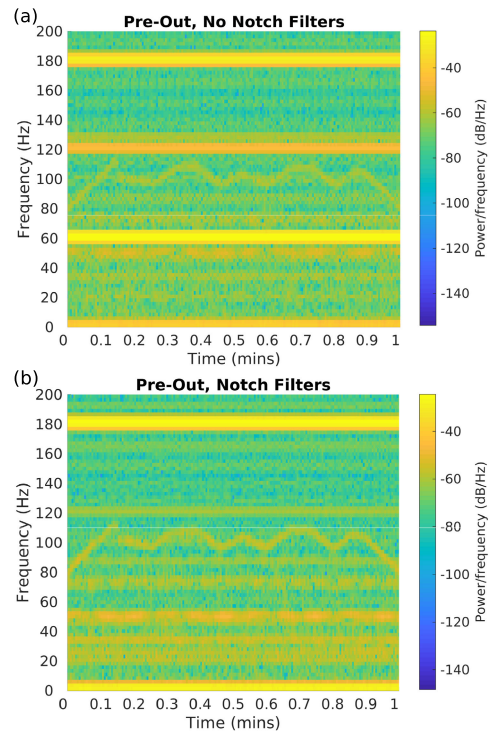 (a)
Pre-Out, No Notch Filters
200
180
160
140
120
100
80
60
40
20
0
Frequency (Hz)
0 0.1 0.2 0.3 0.4 0.5 0.6 0.7 0.8 0.9 1
Time (mins)
-40
-60
-80
-100
-120
-140
Power/frequency (dB/Hz)
(b)
Pre-Out, Notch Filters
200
180
160
140
120
100
80
60
40
20
0
Frequency (Hz)
0 0.1 0.2 0.3 0.4 0.5 0.6 0.7 0.8 0.9 1
Time (mins)
-40
-60
-80
-100
-120
-140
Power/frequency (dB/Hz)